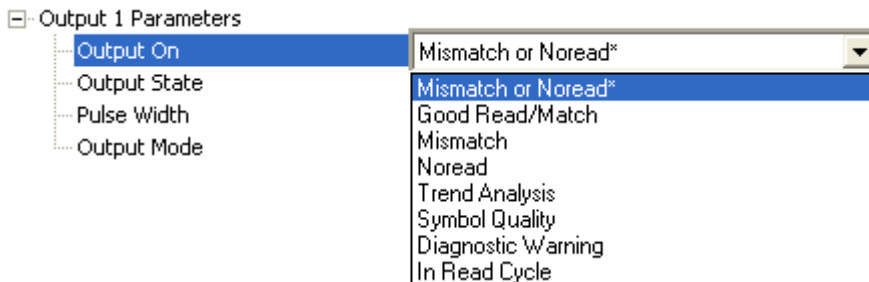 Output 1 Parameters
Output On
Mismatch or Noread*
Output State
Mismatch or Noread*
Pulse Width
Good Read/Match
Output Mode
Mismatch
Noread
Trend Analysis
Symbol Quality
Diagnostic Warning
In Read Cycle